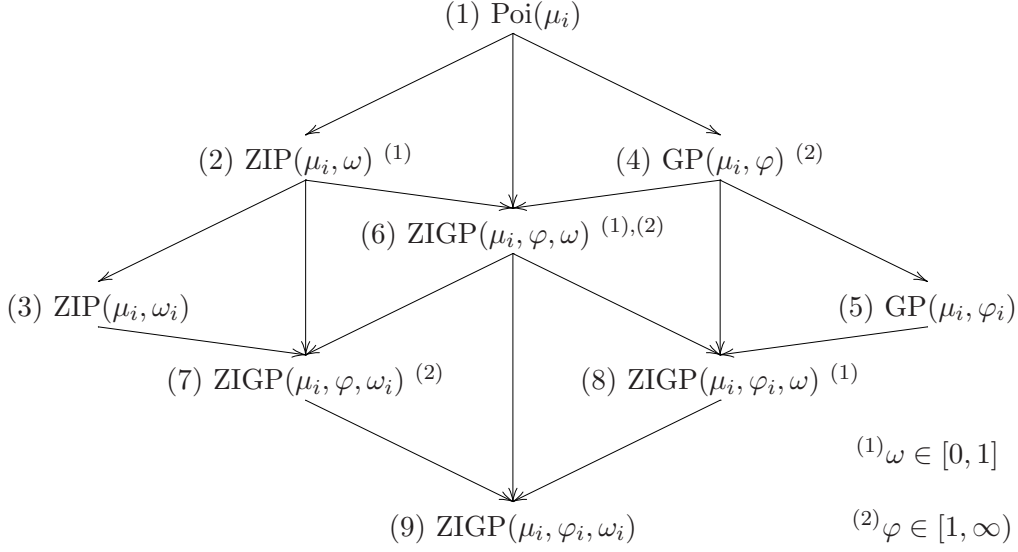 (1) Poi(μ_i)
(2) ZIP(μ_i, ω) ^(1)
(4) GP(μ_i, φ) ^(2)
(6) ZIGP(μ_i, φ, ω) ^(1),(2)
(3) ZIP(μ_i, ω_i)
(5) GP(μ_i, φ_i)
(7) ZIGP(μ_i, φ, ω_i) ^(2)
(8) ZIGP(μ_i, φ_i, ω) ^(1)
^(1) ω ∈ [0, 1]
(9) ZIGP(μ_i, φ_i, ω_i)
^(2) φ ∈ [1, ∞)